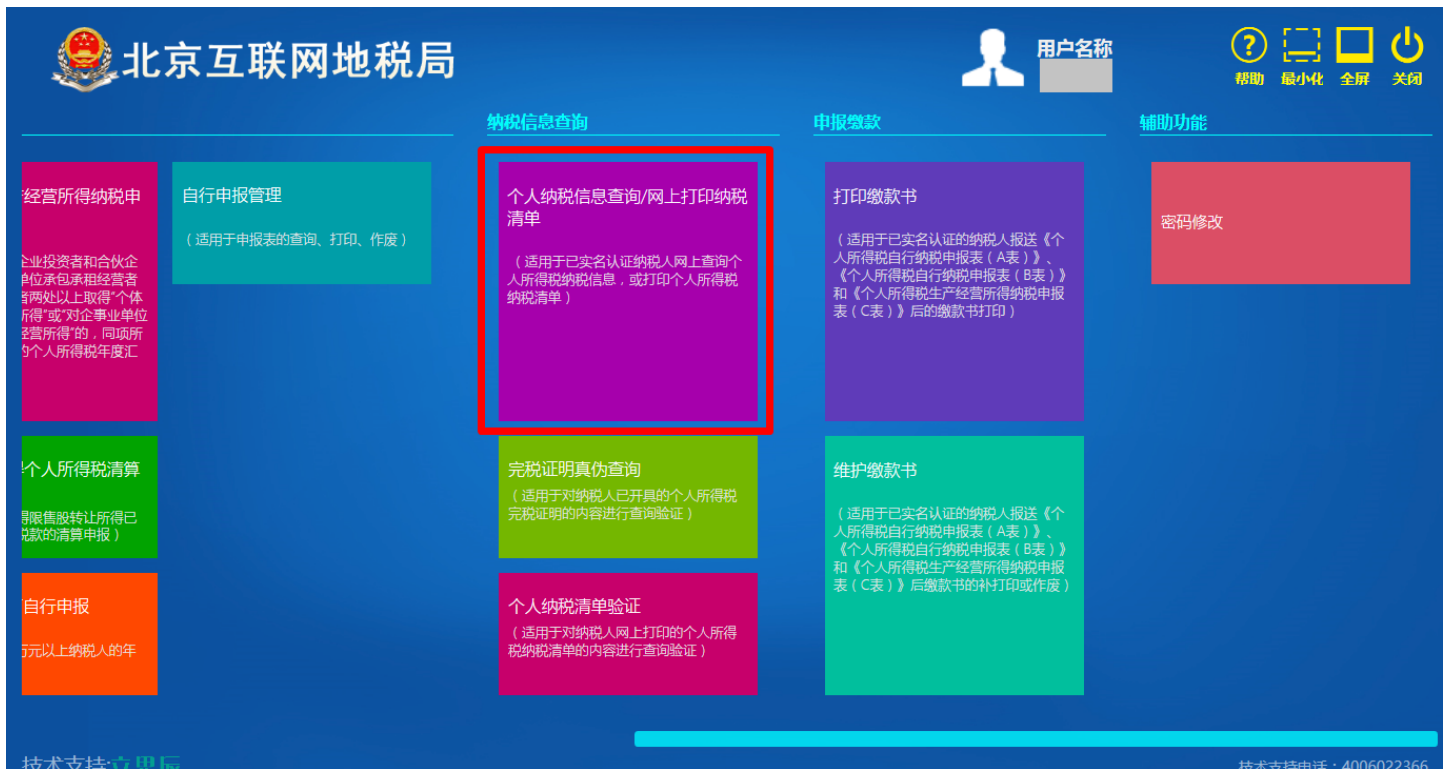 北京互联网地税局
用户名称
帮助
最小化
全屏
关闭
纳税信息查询
申报缴款
辅助功能
经营所得纳税申
企业投资者和合伙企
单位承包承租经营者
者两处以上取得“个体
所得”或“对企事业单位
经营所得”的，同项所
的个人所得税年度汇
自行申报管理
（适用于申报表的查询、打印、作废）
个人纳税信息查询/网上打印纳税
清单
（适用于已实名认证纳税人网上查询个
人所得税纳税信息，或打印个人所得税
纳税清单）
打印缴款书
（适用于已实名认证的纳税人报送《个
人所得税自行纳税申报表（A表）》、
《个人所得税自行纳税申报表（B表）》
和《个人所得税生产经营所得纳税申报
表（C表）》后的缴款书打印）
密码修改
个人所得税清算
得限售股转让所得已
税款的清算申报）
完税证明真伪查询
（适用于对纳税人已开具的个人所得税
完税证明的内容进行查询验证）
维护缴款书
（适用于已实名认证的纳税人报送《个
人所得税自行纳税申报表（A表）》、
《个人所得税自行纳税申报表（B表）》
和《个人所得税生产经营所得纳税申报
表（C表）》后缴款书的补打印或作废）
自行申报
万元以上纳税人的年
个人纳税清单验证
（适用于对纳税人网上打印的个人所得
税纳税清单的内容进行查询验证）
技术支持:立思辰
技术支持电话：4006022366